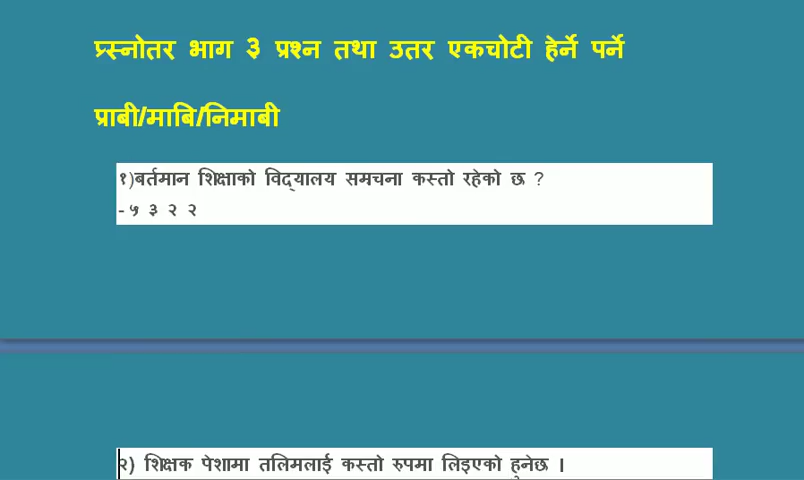 प्रस्नोतर भाग ३ प्रश्न तथा उतर एकचोटी हेर्ने पर्ने
प्राबी/माबि/निमाबी
१)बर्तमान शिक्षाको विद्‌यालय समचना कस्तो रहेको छ ?
- ५ ३ २ २
२) शिक्षक पेशामा तलिमलाई कस्तो रुपमा लिइएको हुनेछ ।